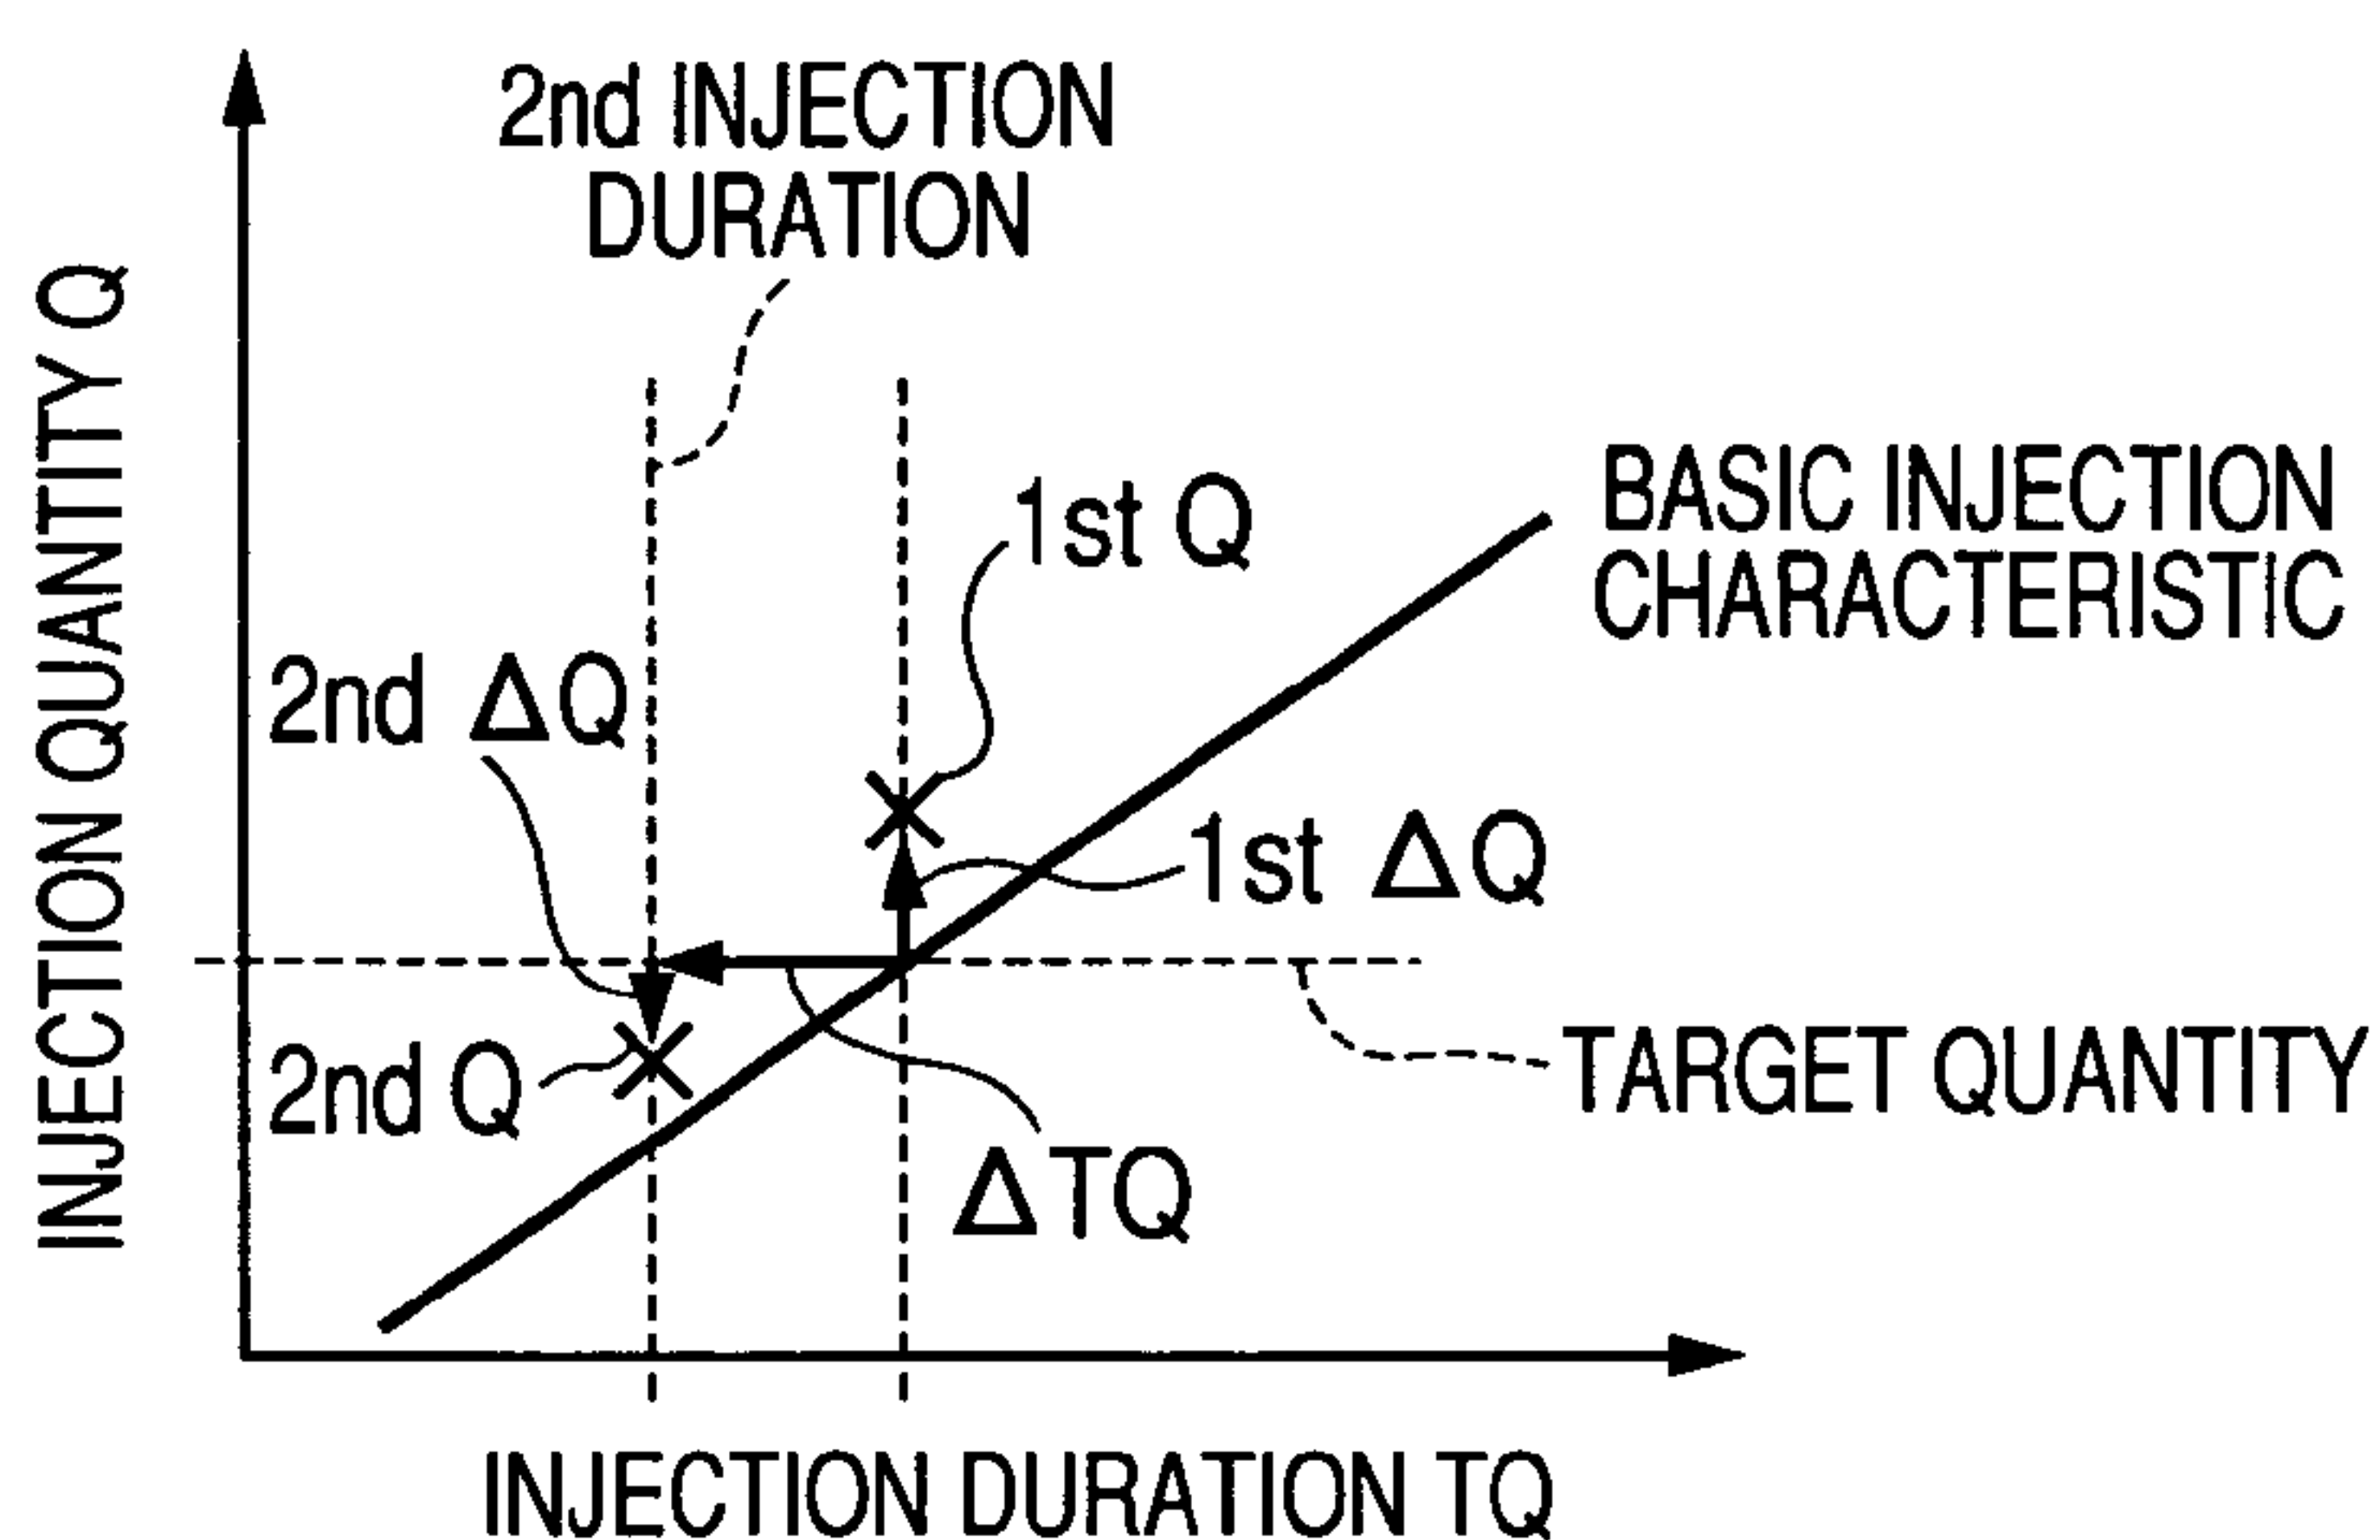 2nd INJECTION
DURATION
INJECTION QUANTITY Q
1st Q
BASIC INJECTION
CHARACTERISTIC
2nd ΔQ
1st ΔQ
2nd Q
TARGET QUANTITY
ΔTQ
INJECTION DURATION TQ